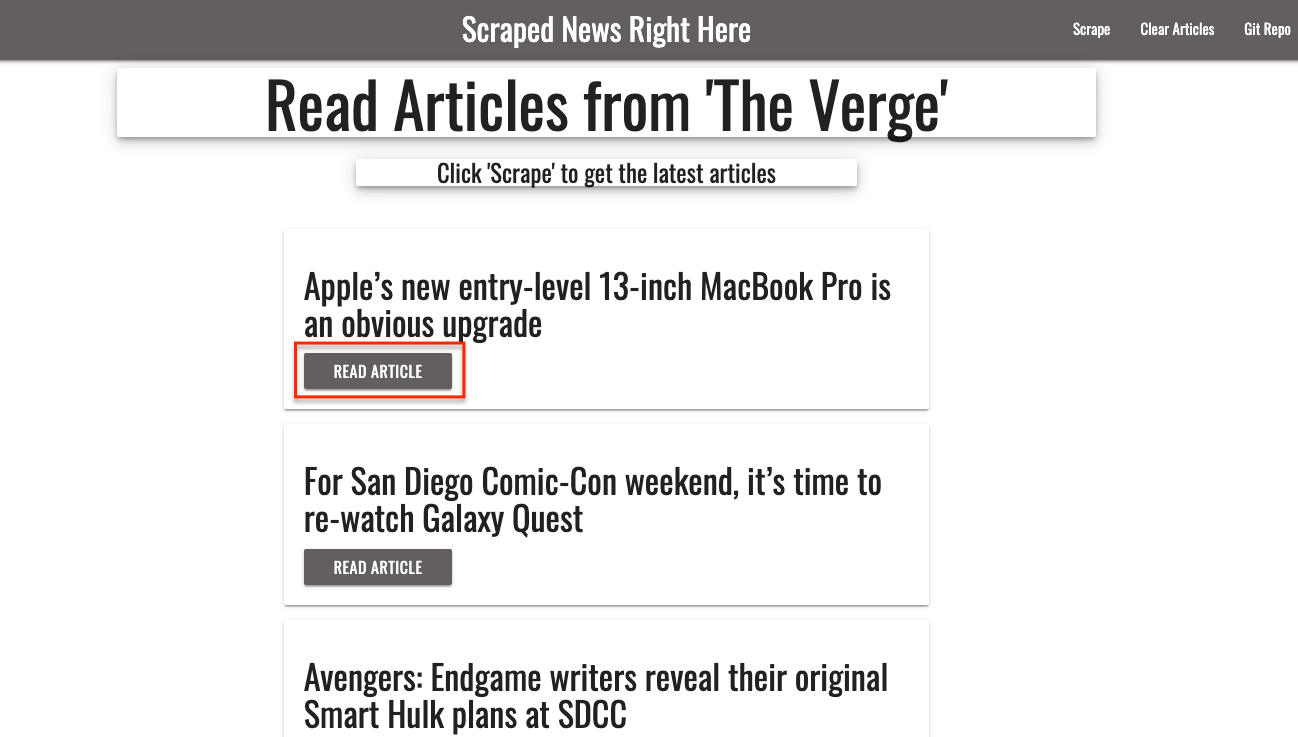 Scraped News Right Here
Scrape
Clear Articles
Git Repo
Read Articles from 'The Verge'
Click 'Scrape' to get the latest articles
Apple’s new entry-level 13-inch MacBook Pro is
an obvious upgrade
READ ARTICLE
For San Diego Comic-Con weekend, it’s time to
re-watch Galaxy Quest
READ ARTICLE
Avengers: Endgame writers reveal their original
Smart Hulk plans at SDCC